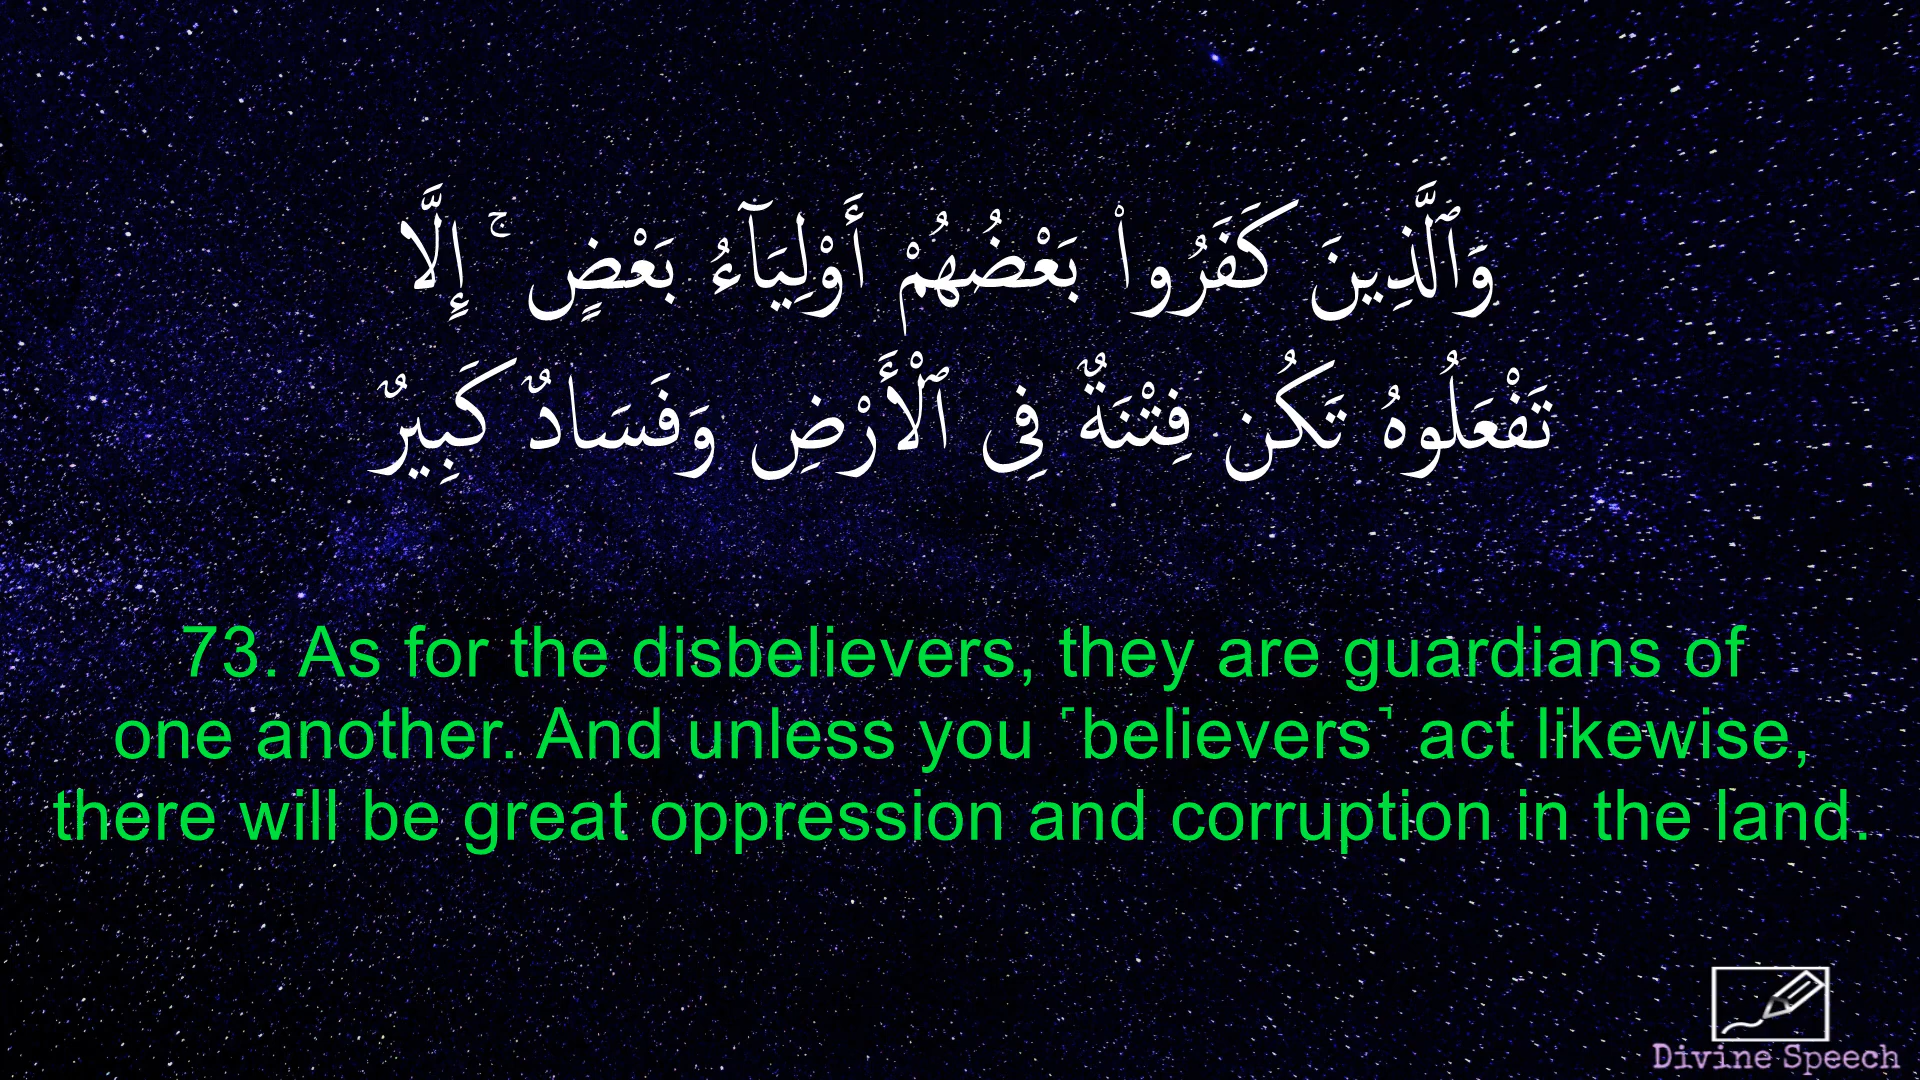 وَٱلَّذِينَ كَفَرُوا۟ بَعْضُهُمْ أَوْلِيَآءُ بَعْضٍ ۚ إِلَّا
تَفْعَلُوهُ تَكُن فِتْنَةٌ فِى ٱلْأَرْضِ وَفَسَادٌ كَبِيرٌ
73. As for the disbelievers, they are guardians of
one another. And unless you ˹believers˺ act likewise,
there will be great oppression and corruption in the land.
Divine Speech